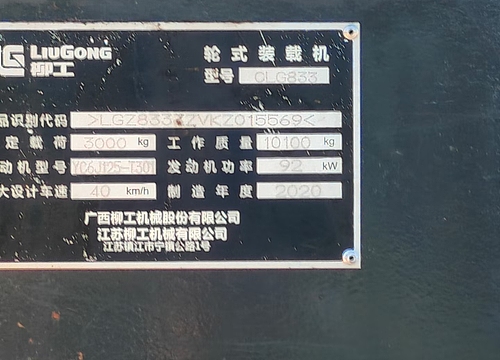 LIUGONG
柳工
轮式装载机
型号 CLG833
品识别代码 >LGZ833ZZVKZ015569<
定载荷 3000 kg 工作质量 10100 kg
动机型号 YC6J125-T301 发动机功率 92 kW
大设计车速 40 km/h 制造年度 2020
广西柳工机械股份有限公司
江苏柳工机械有限公司
江苏镇江市宁镇公路1号